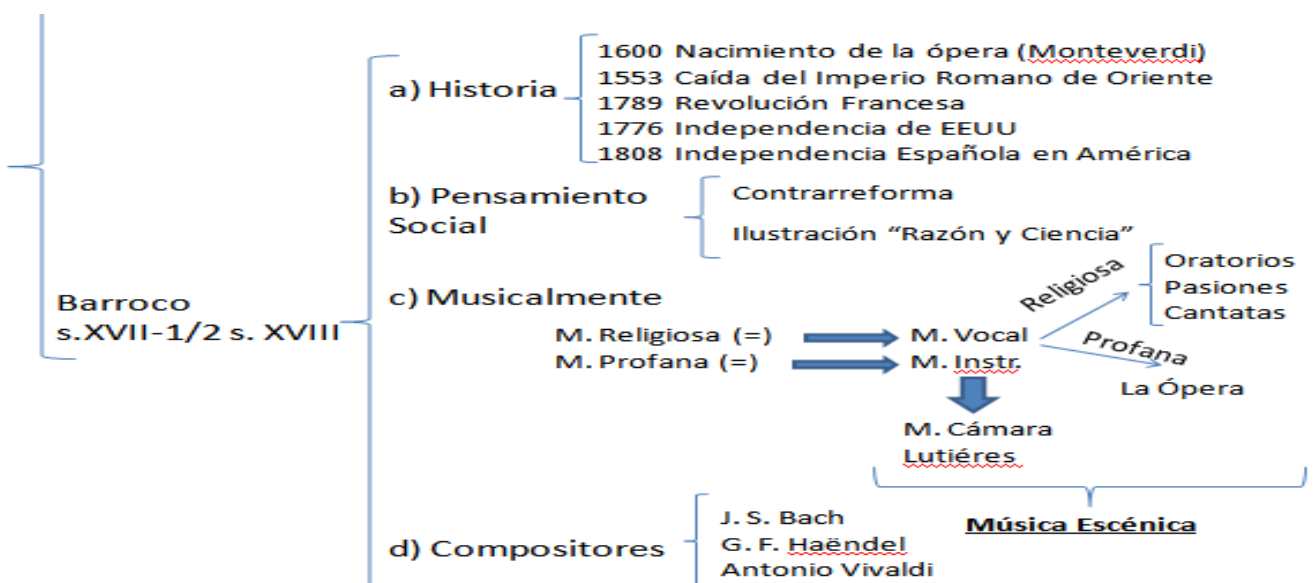 a) Historia
1600 Nacimiento de la ópera (Monteverdi)
1553 Caída del Imperio Romano de Oriente
1789 Revolución Francesa
1776 Independencia de EEUU
1808 Independencia Española en América
b) Pensamiento
Social
Contrarreforma
Ilustración “Razón y Ciencia”
Barroco
s.XVII-1/2 s. XVIII
c) Musicalmente
M. Religiosa (=)
M. Profana (=)
M. Vocal
M. Instr.
Religiosa
Oratorios
Pasiones
Cantatas
Profana
La Ópera
M. Cámara
Lutiéres
Música Escénica
d) Compositores
J. S. Bach
G. F. Haëndel
Antonio Vivaldi